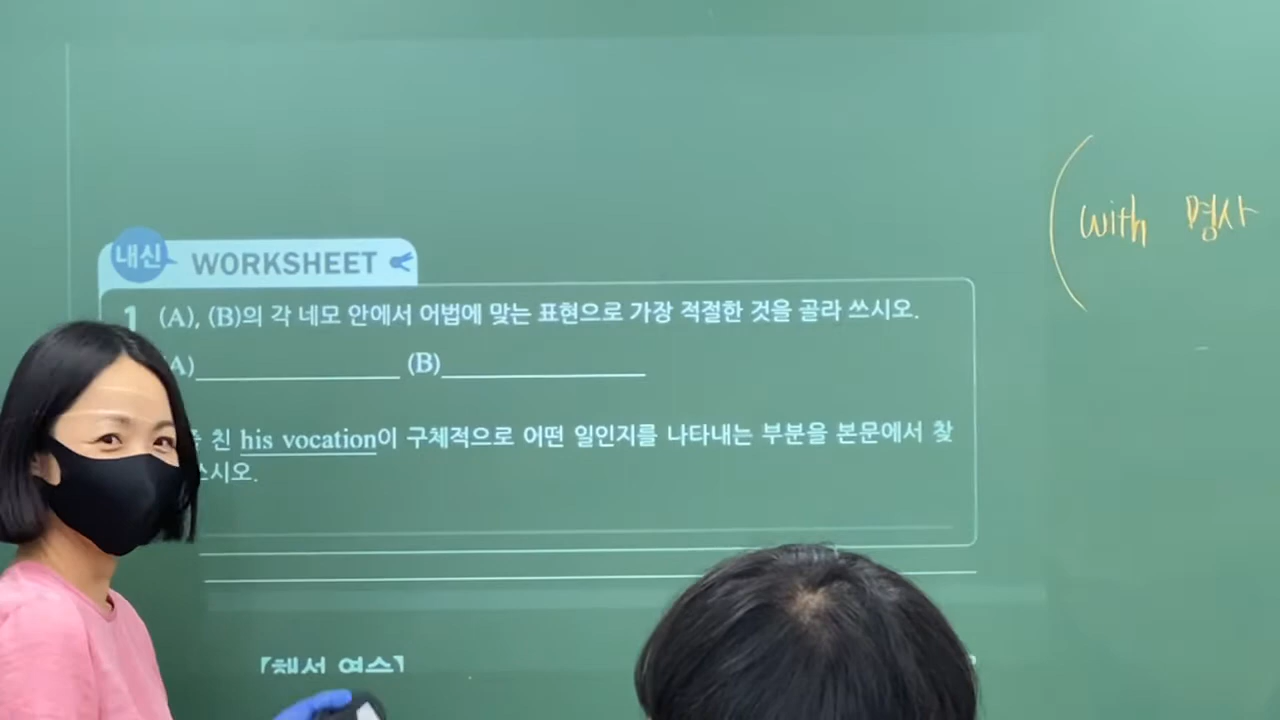 내신 WORKSHEET
1 (A), (B)의 각 네모 안에서 어법에 맞는 표현으로 가장 적절한 것을 골라 쓰시오.
A) (B)
친 his vocation이 구체적으로 어떤 일인지를 나타내는 부분을 본문에서 찾
쓰시오.
(with 명사